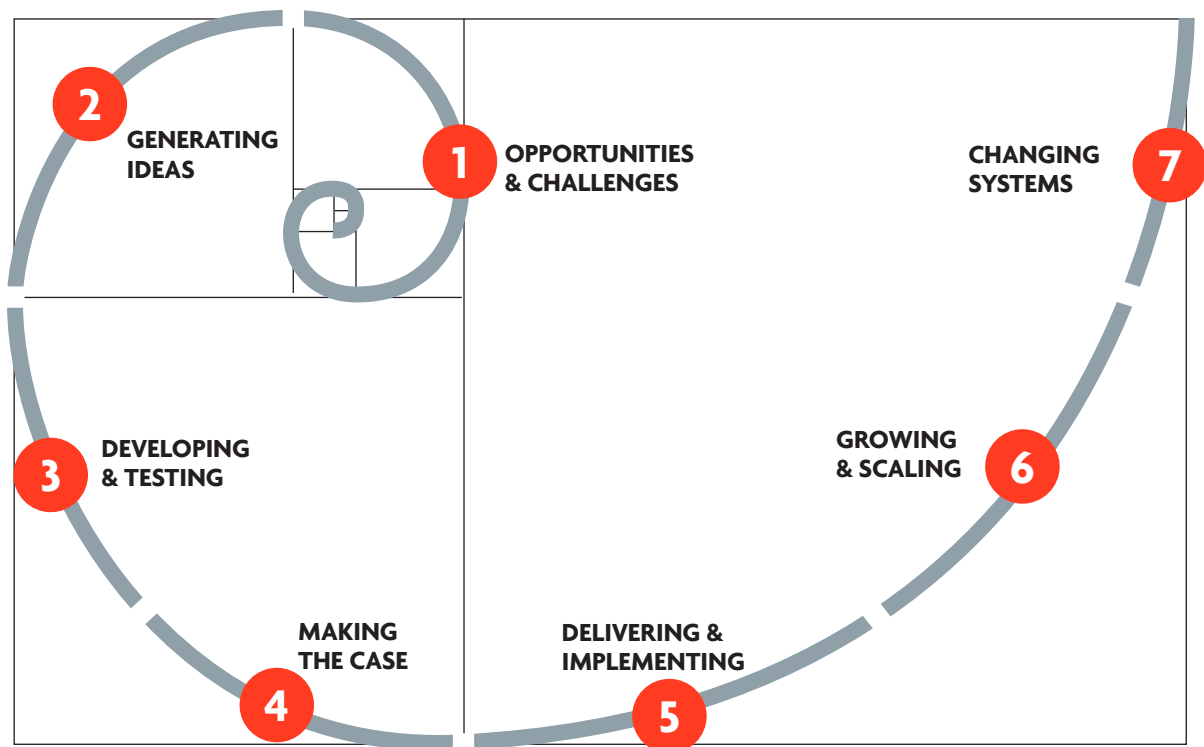 1
OPPORTUNITIES
& CHALLENGES
2
GENERATING
IDEAS
3
DEVELOPING
& TESTING
4
MAKING
THE CASE
5
DELIVERING &
IMPLEMENTING
6
GROWING
& SCALING
7
CHANGING
SYSTEMS